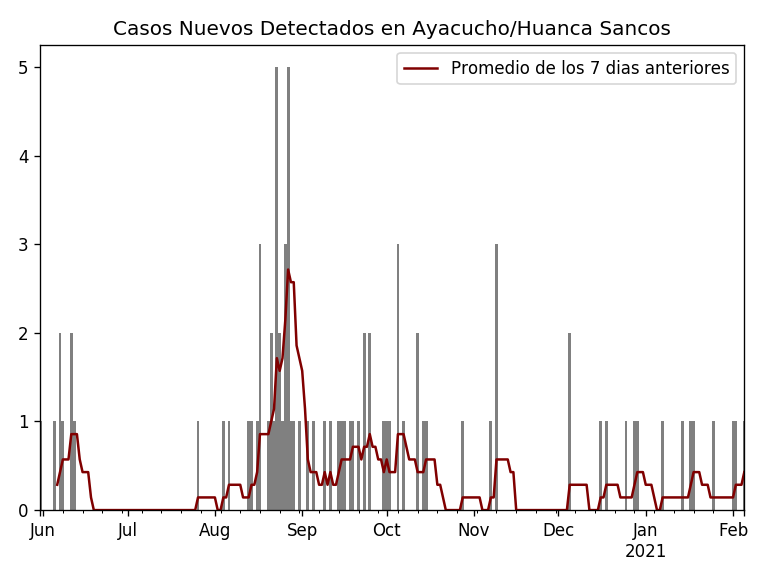 Casos Nuevos Detectados en Ayacucho/Huanca Sancos
Promedio de los 7 dias anteriores
5
4
3
2
1
0
Jun Jul Aug Sep Oct Nov Dec Jan Feb
2021